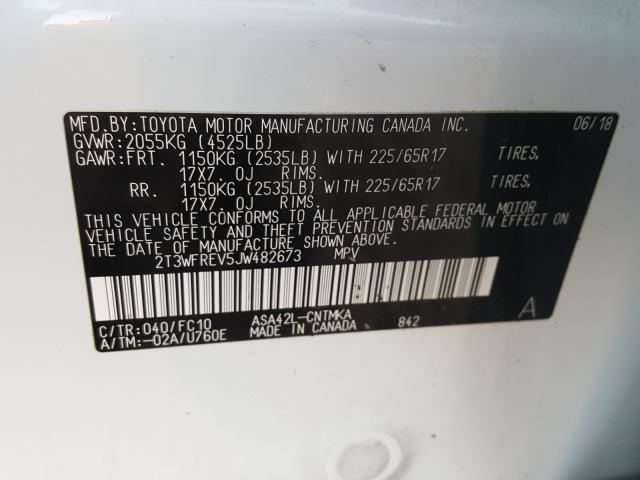 MFD.BY:TOYOTA MOTOR MANUFACTURING CANADA INC. 06/18
GVWR:2055KG (4525LB)
GAWR:FRT. 1150KG (2535LB) WITH 225/65R17 TIRES,
17X7.0J RIMS.
RR. 1150KG (2535LB) WITH 225/65R17 TIRES,
17X7.0J RIMS.
THIS VEHICLE CONFORMS TO ALL APPLICABLE FEDERAL MOTOR
VEHICLE SAFETY AND THEFT PREVENTION STANDARDS IN EFFECT ON
THE DATE OF MANUFACTURE SHOWN ABOVE.
2T3WFREV5JW482673 MPV
C/TR:040/FC10 ASA42L-CNTMKA 842 A
A/TM:-02A/U760E MADE IN CANADA